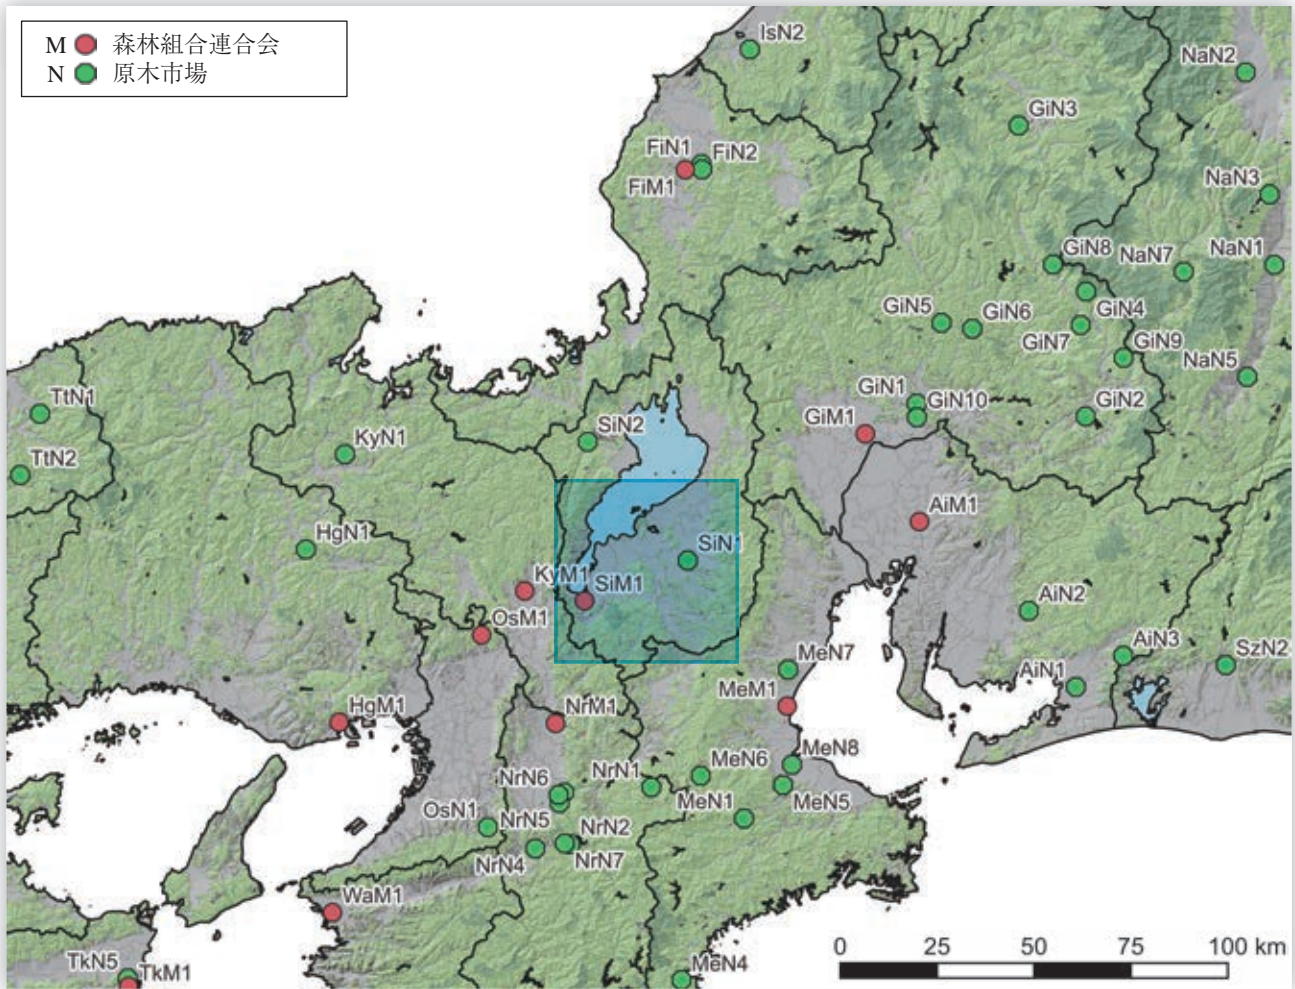 M 森林組合連合会
N 原木市場
IsN2
NaN2
GiN3
FiN1
FiN2
FiM1
NaN3
GiN8
NaN7
NaN1
GiN5
GiN6
GiN4
GiN7
GiN9
NaN5
GiN1
GiN10
GiN2
GiM1
TtN1
SiN2
KyN1
TtN2
AiM1
HgN1
SiN1
KyM1
SiM1
OsM1
AiN2
AiN3
SzN2
MeN7
AiN1
MeM1
HgM1
NrM1
MeN8
MeN6
NrN1
NrN6
MeN1
MeN5
OsN1
NrN5
NrN2
NrN4
NrN7
WaM1
TkN5
TkM1
MeN4
0 25 50 75 100 km